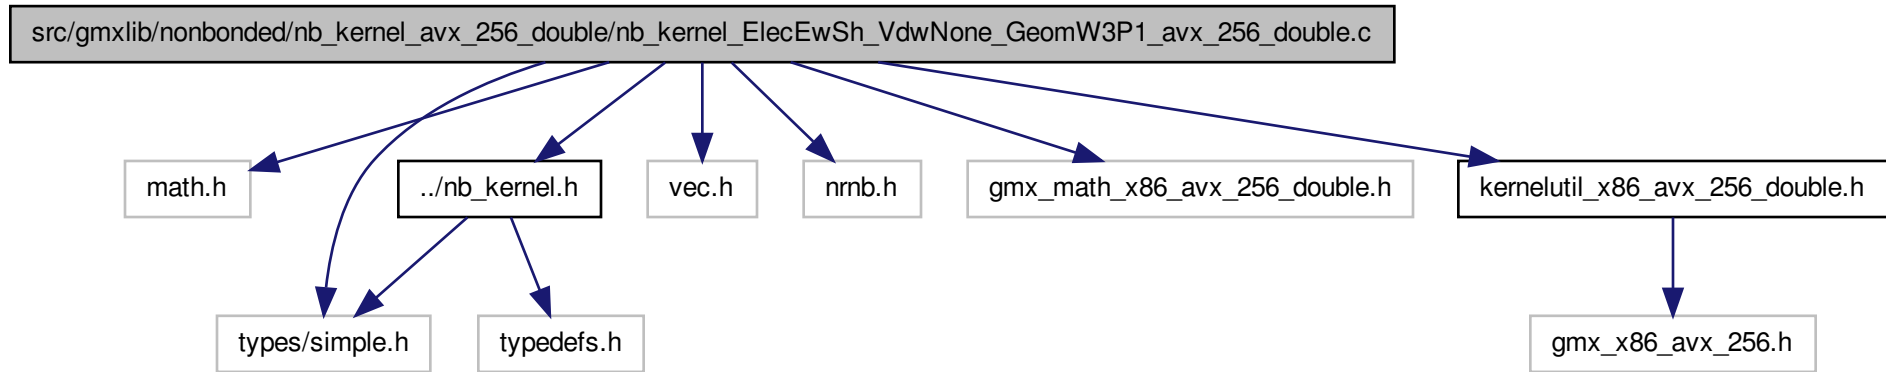 src/gmxlib/nonbonded/nb_kernel_avx_256_double/nb_kernel_ElecEwSh_VdwNone_GeomW3P1_avx_256_double.c
math.h
../nb_kernel.h
vec.h
nrnb.h
gmx_math_x86_avx_256_double.h
kernelutil_x86_avx_256_double.h
types/simple.h
typedefs.h
gmx_x86_avx_256.h